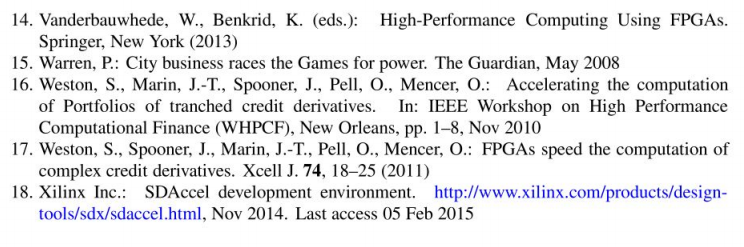 14. Vanderbauwhede, W., Benkrid, K. (eds.): High-Performance Computing Using FPGAs.
Springer, New York (2013)
15. Warren, P.: City business races the Games for power. The Guardian, May 2008
16. Weston, S., Marin, J.-T., Spooner, J., Pell, O., Mencer, O.: Accelerating the computation
of Portfolios of tranched credit derivatives. In: IEEE Workshop on High Performance
Computational Finance (WHPCF), New Orleans, pp. 1–8, Nov 2010
17. Weston, S., Spooner, J., Marin, J.-T., Pell, O., Mencer, O.: FPGAs speed the computation of
complex credit derivatives. Xcell J. 74, 18–25 (2011)
18. Xilinx Inc.: SDAccel development environment. http://www.xilinx.com/products/design-
tools/sdx/sdaccel.html, Nov 2014. Last access 05 Feb 2015